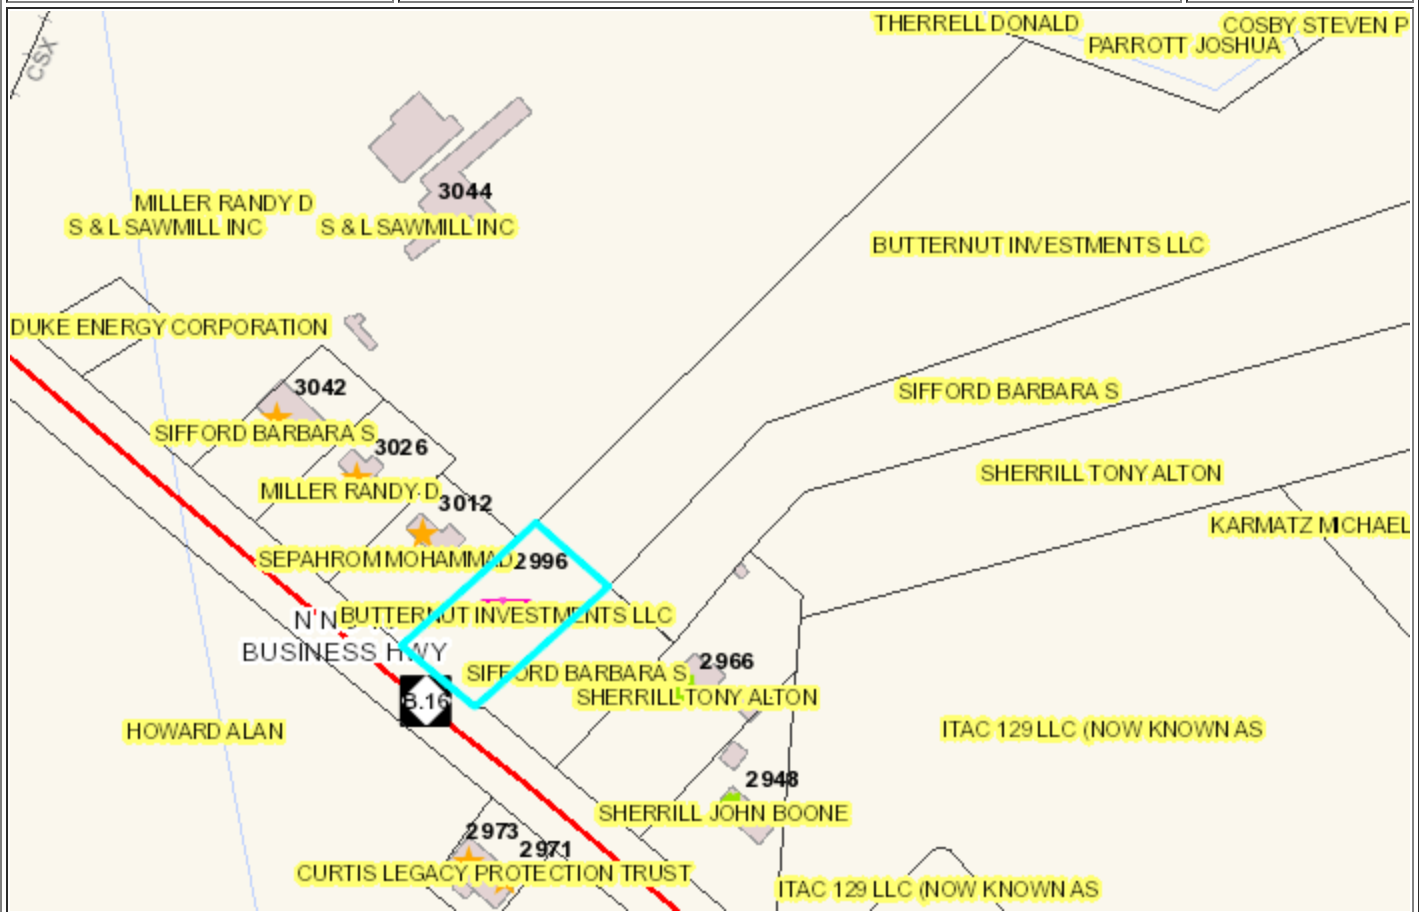 THERRELL DONALD
COSBY STEVEN P
PARROTT JOSHUA
CSX
3044
MILLER RANDY D
S & L SAWMILL INC
S & L SAWMILL INC
BUTTERNUT INVESTMENTS LLC
DUKE ENERGY CORPORATION
3042
SIFFORD BARBARA S
SIFFORD BARBARA S
3026
SHERRILL TONY ALTON
MILLER RANDY D
3012
KARMATZ MICHAEL
SEPAHROM MOHAMMAD
2996
BUTTERNUT INVESTMENTS LLC
BUSINESS HWY
2966
SIFFORD BARBARA S
SHERRILL TONY ALTON
B.16
HOWARD ALAN
ITAC 129 LLC (NOW KNOWN AS
2948
SHERRILL JOHN BOONE
2973
2971
CURTIS LEGACY PROTECTION TRUST
ITAC 129 LLC (NOW KNOWN AS